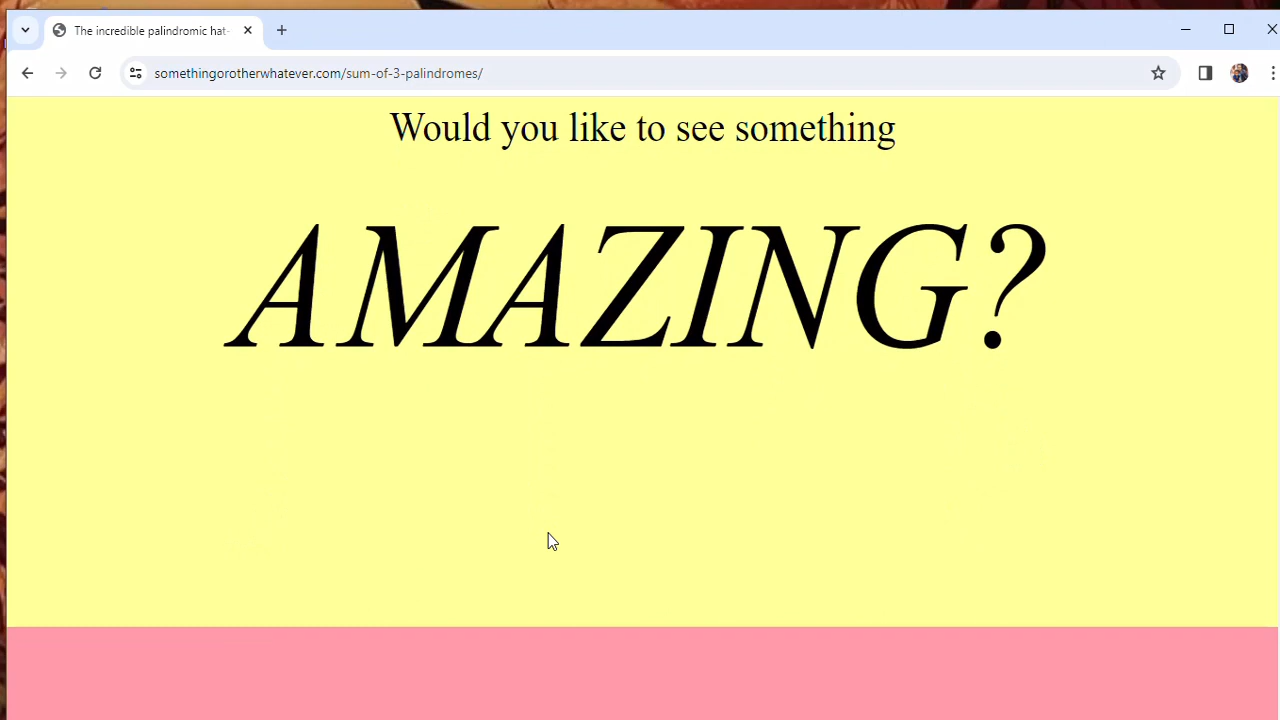 The incredible palindromic hat-
somethingorotherwhatever.com/sum-of-3-palindromes/
Would you like to see something
AMAZING?